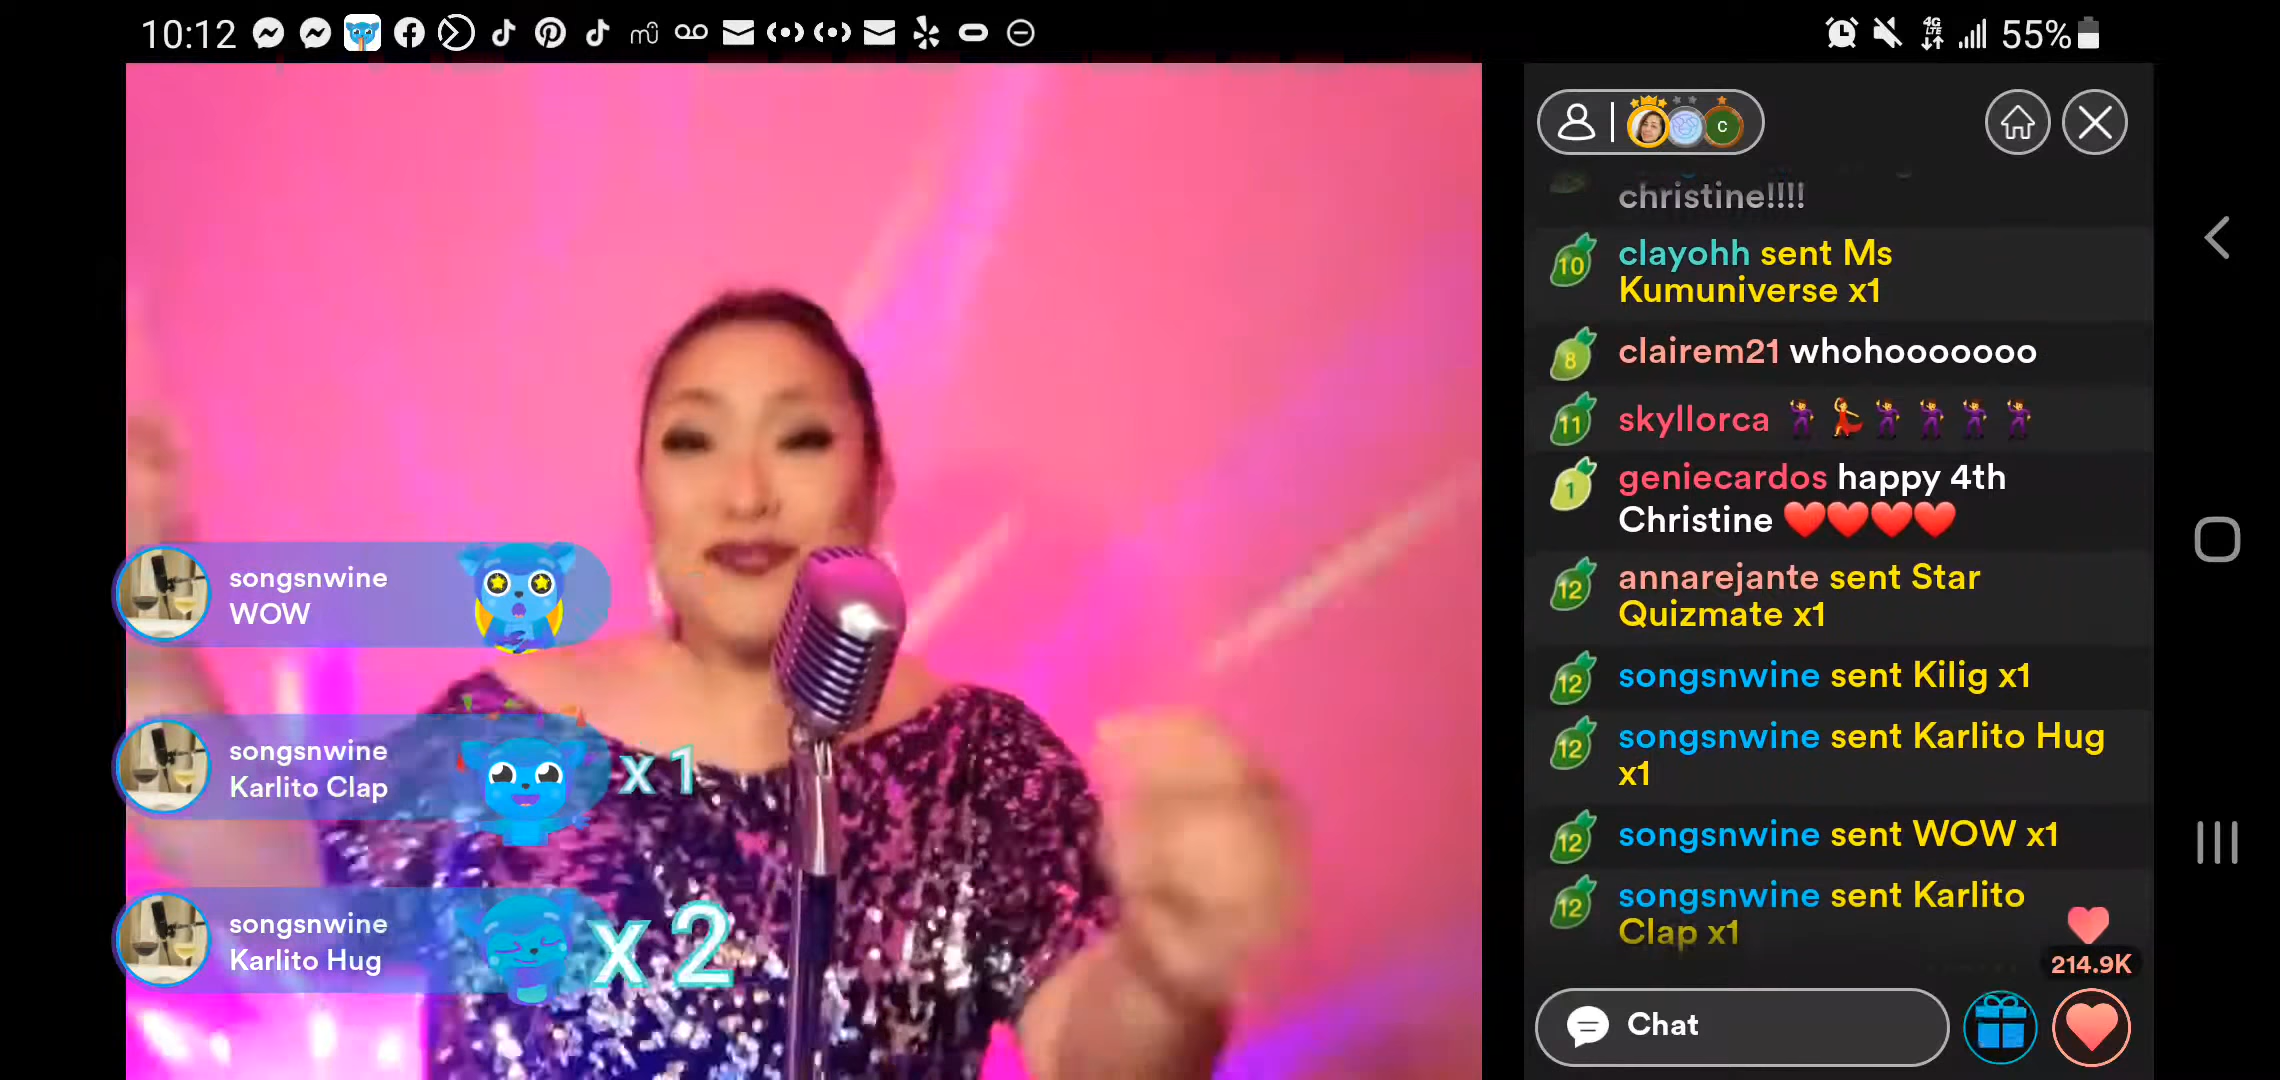 10:12
55%
C
christine!!!!
10 clayohh sent Ms
Kumuniverse x1
8 clairem21 whohooooooo
11 skyllorca
1 geniecardos happy 4th
Christine
12 annarejante sent Star
Quizmate x1
12 songsnwine sent Kilig x1
12 songsnwine sent Karlito Hug
x1
12 songsnwine sent WOW x1
12 songsnwine sent Karlito
Clap x1
214.9K
Chat
songsnwine
WOW
songsnwine
Karlito Clap
x 1
songsnwine
Karlito Hug
x 2